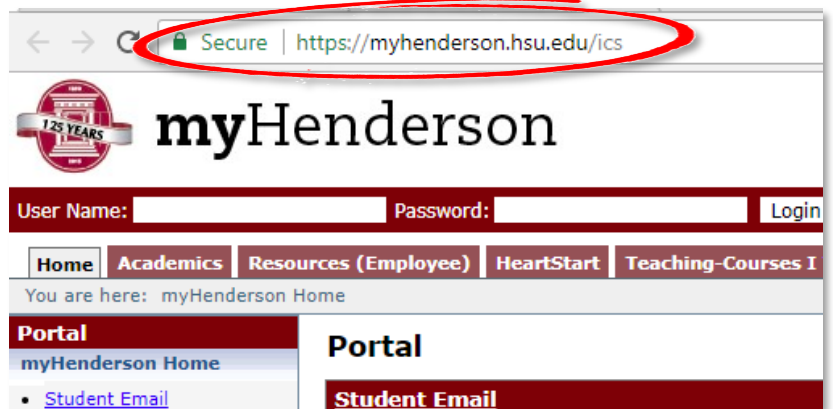 Secure | https://myhenderson.hsu.edu/ics
125 YEARS
myHenderson
User Name: Password: Login
Home Academics Resources (Employee) HeartStart Teaching-Courses I
You are here: myHenderson Home
Portal
myHenderson Home
Student Email
Portal
Student Email